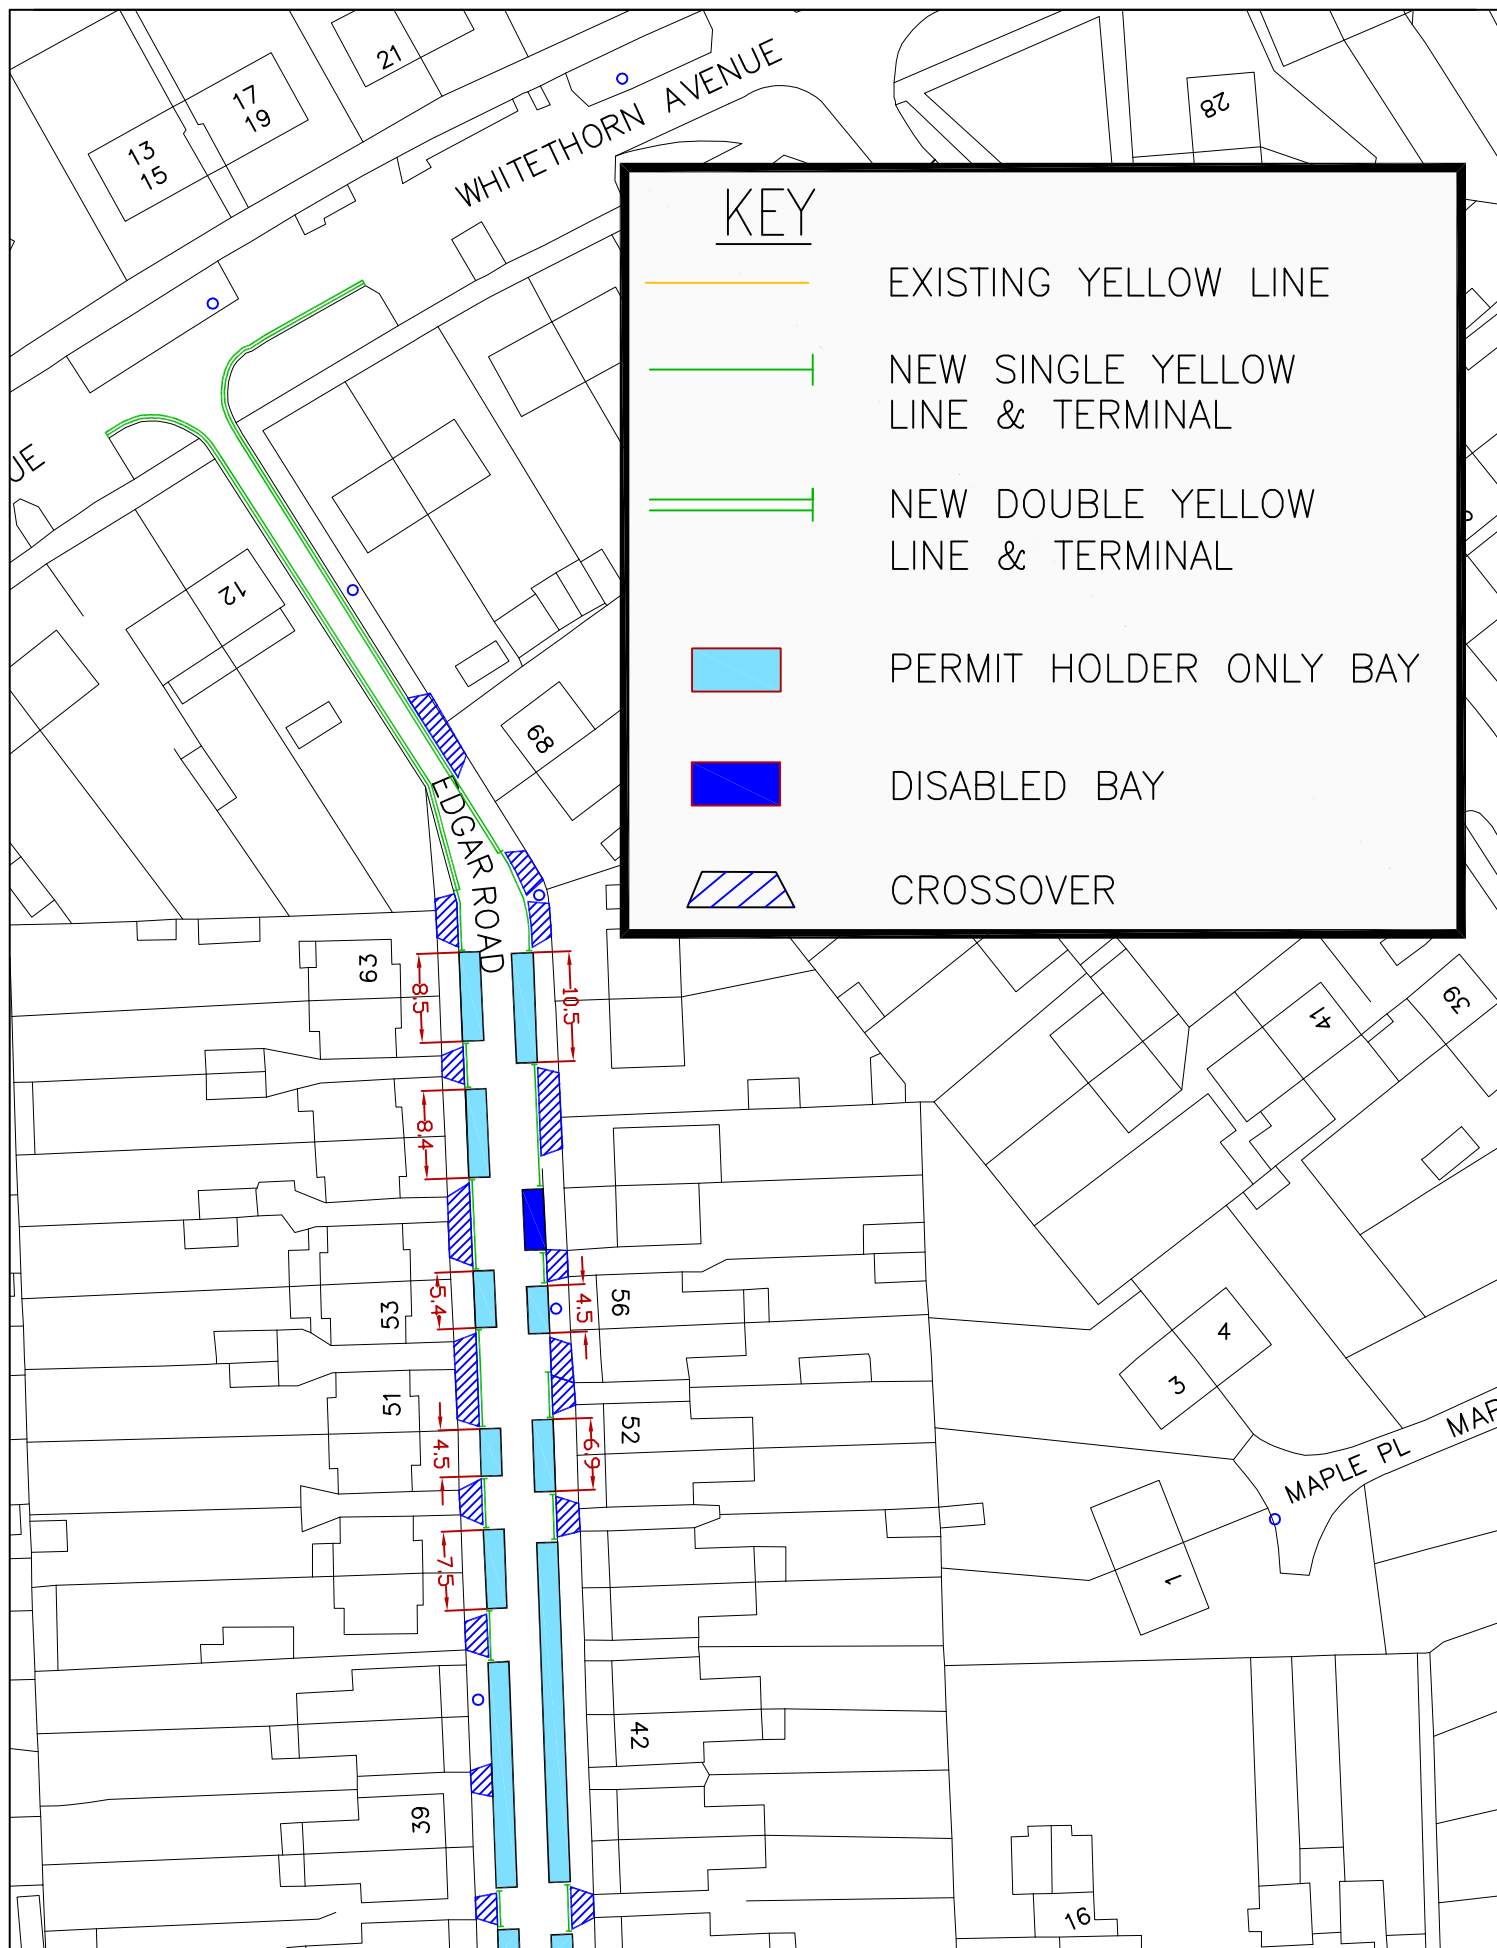 21
17
19
13
15
WHITETHORN AVENUE
28
KEY
EXISTING YELLOW LINE
NEW SINGLE YELLOW
LINE & TERMINAL
NEW DOUBLE YELLOW
LINE & TERMINAL
PERMIT HOLDER ONLY BAY
DISABLED BAY
CROSSOVER
UE
12
68
EDGAR ROAD
63
8.5
10.5
41
39
8.4
53
5.4
4.5
56
4
3
51
4.5
6.9
52
MAPLE PL
MAP
7.5
1
42
39
16